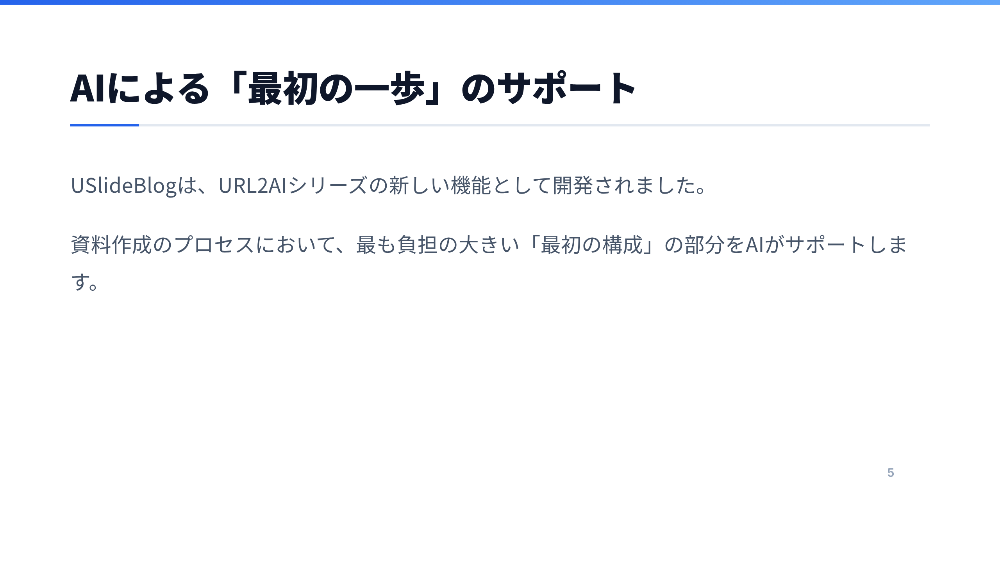 AIによる「最初の一歩」のサポート
USlideBlogは、URL2AIシリーズの新しい機能として開発されました。
資料作成のプロセスにおいて、最も負担の大きい「最初の構成」の部分をAIがサポートしま
す。
5